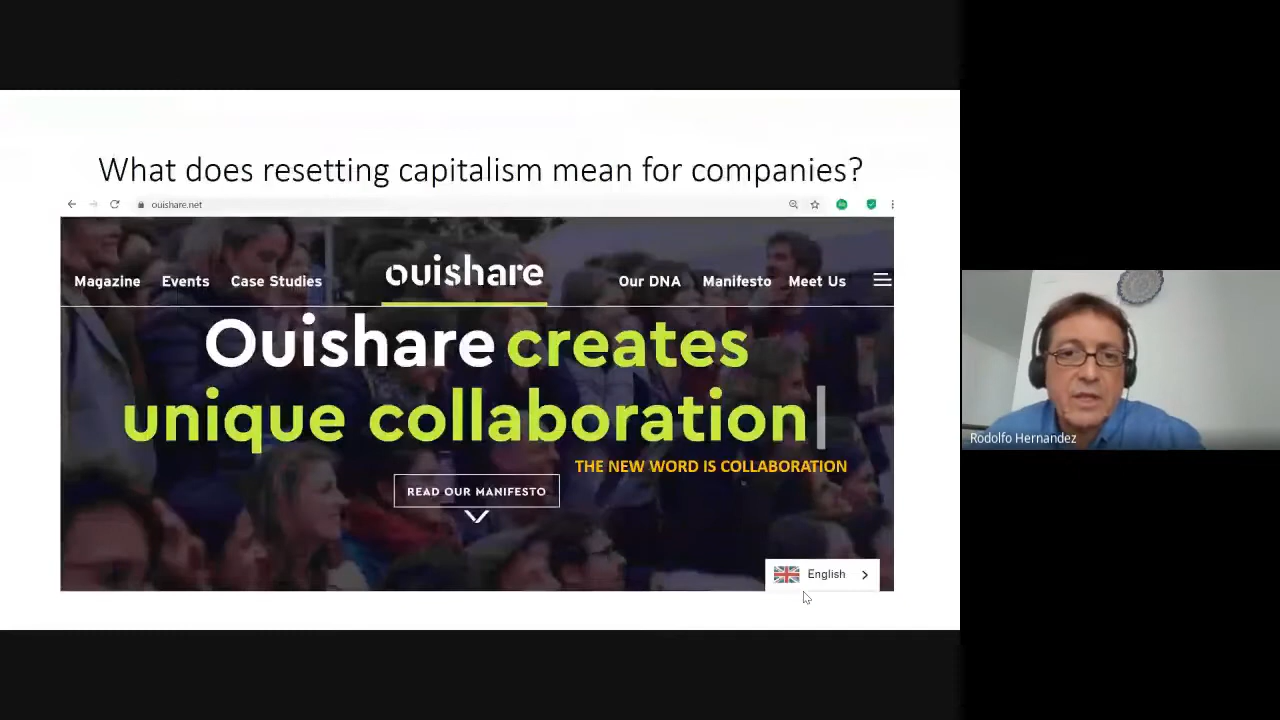 What does resetting capitalism mean for companies?
ouishare.net
Magazine Events Case Studies ouishare Our DNA Manifesto Meet Us
Ouishare creates
unique collaboration
THE NEW WORD IS COLLABORATION
READ OUR MANIFESTO
English
Rodolfo Hernandez